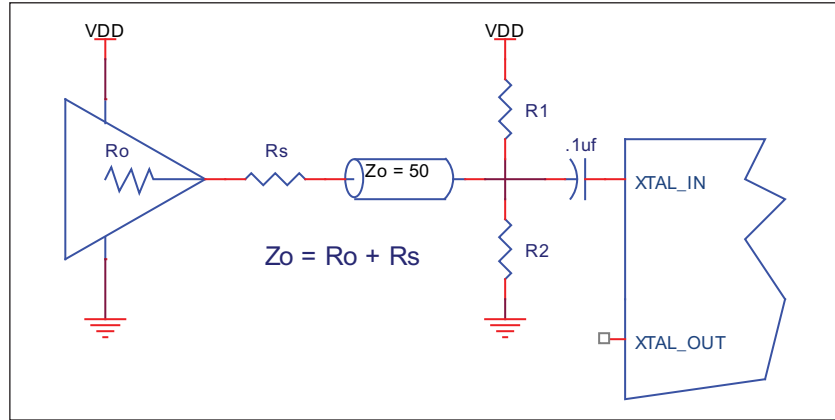 VDD
VDD
R1
.1uf
Ro
Rs
Zo = 50
XTAL_IN
Zo = Ro + Rs
R2
XTAL_OUT